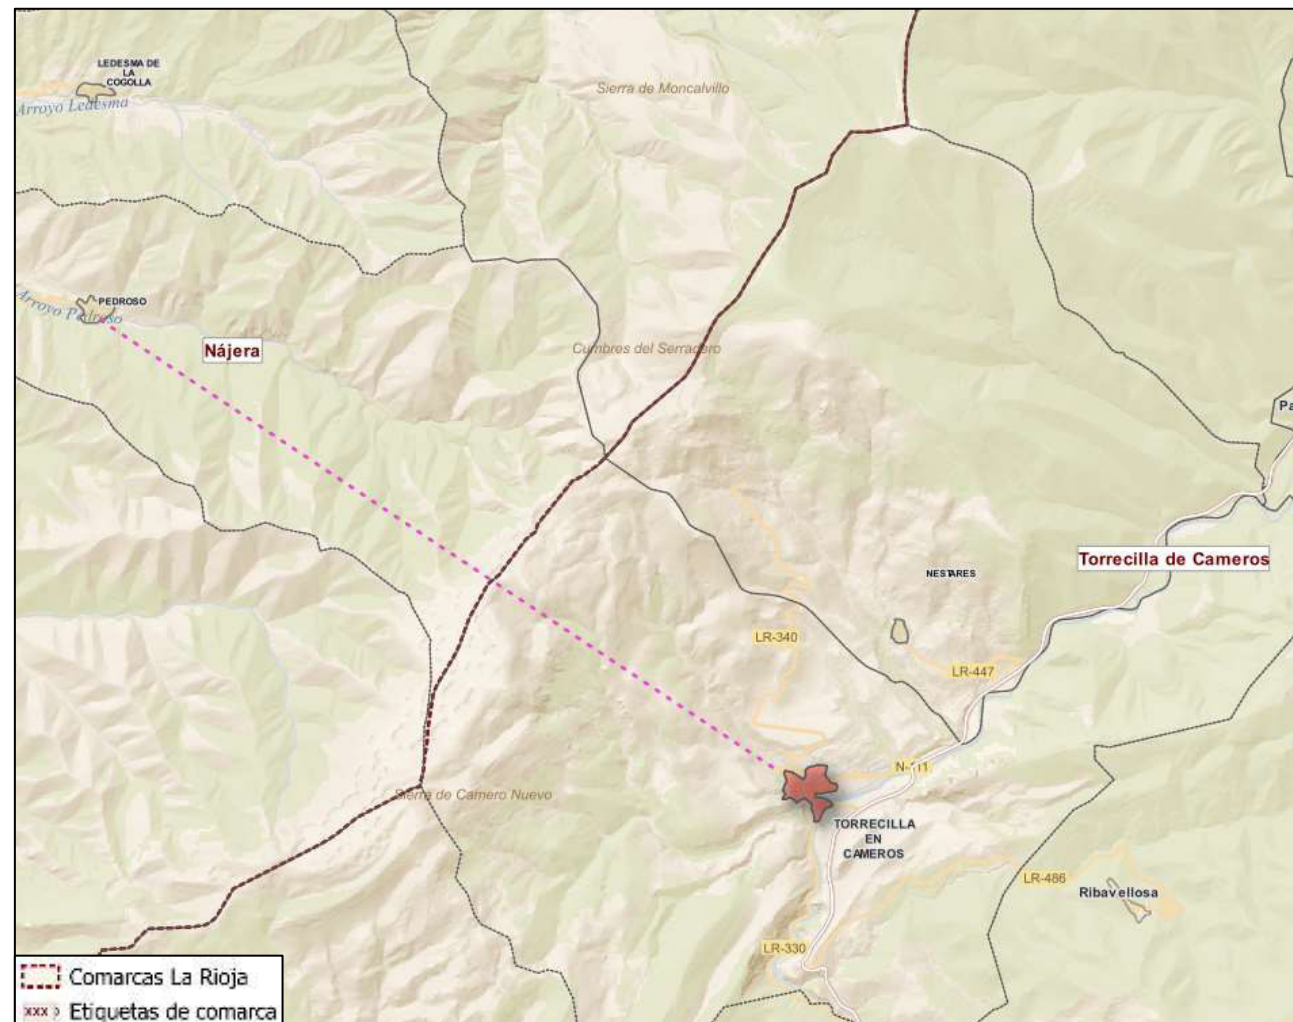 LEDESMA DE
LA
COGOLLA
Arroyo Ledesma
Sierra de Moncalvillo
PEDROSO
Arroyo Pedroso
Nájera
Cumbres del Serradero
Pa
Torrecilla de Cameros
NESTARES
LR-340
LR-447
N-111
Sierra de Camero Nuevo
TORRECILLA
EN
CAMEROS
LR-486
Ribavellosa
LR-330
Comarcas La Rioja
xxx Etiquetas de comarca